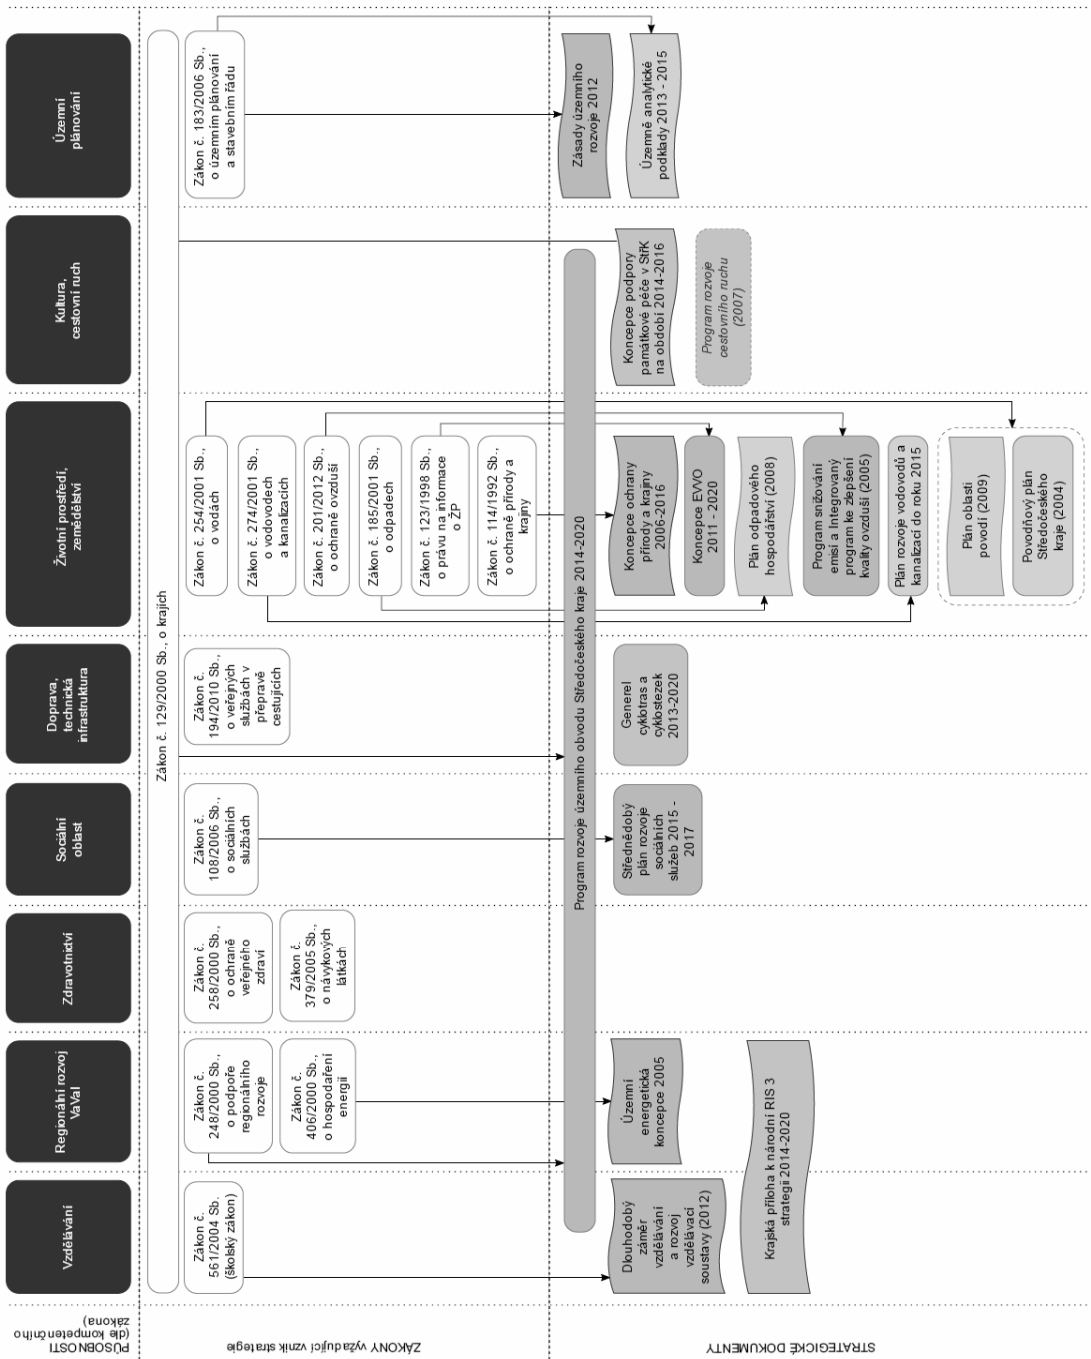 PŮSOBNOSTI
(dle kompetenčního
zákona)
Vzdělávání
Regionální rozvoj
VaVaI
Zdravotnictví
Sociální
oblast
Doprava,
technická
infrastruktura
Životní prostředí,
zemědělství
Kultura,
cestovní ruch
Územní
plánování
ZÁKONY vyžadující vznik strategie
Zákon č. 129/2000 Sb., o krajích
Zákon č.
561/2004 Sb.
(školský zákon)
Zákon č.
248/2000 Sb.,
o podpoře
regionálního
rozvoje
Zákon č.
406/2000 Sb.,
o hospodaření
energií
Zákon č.
258/2000 Sb.,
o ochraně
veřejného
zdraví
Zákon č.
379/2005 Sb.,
o návykových
látkách
Zákon č.
108/2006 Sb.,
o sociálních
službách
Zákon č.
194/2010 Sb.,
o veřejných
službách v
přepravě
cestujících
Zákon č. 254/2001 Sb.,
o vodách
Zákon č. 274/2001 Sb.,
o vodovodech
a kanalizacích
Zákon č. 201/2012 Sb.,
o ochraně ovzduší
Zákon č. 185/2001 Sb.,
o odpadech
Zákon č. 123/1998 Sb.,
o právu na informace
o ŽP
Zákon č. 114/1992 Sb.,
o ochraně přírody a
krajiny
Zákon č. 183/2006 Sb.,
o územním plánování
a stavebním řádu
STRATEGICKÉ DOKUMENTY
Program rozvoje územního obvodu Středočeského kraje 2014-2020
Dlouhodobý
záměr
vzdělávání
a rozvoj
vzdělávací
soustavy (2012)
Územní
energetická
koncepce 2005
Krajská příloha k národní RIS 3
strategii 2014-2020
Střednědobý
plán rozvoje
sociálních
služeb 2015 -
2017
Generel
cyklotras a
cyklostezek
2013-2020
Koncepce ochrany
přírody a krajiny
2006-2016
Koncepce EVVO
2011 - 2020
Plán odpadového
hospodářství (2008)
Program snižování
emisí a Integrovaný
program ke zlepšení
kvality ovzduší (2005)
Plán rozvoje vodovodů a
kanalizací do roku 2015
Plán oblasti
povodí (2009)
Povodňový plán
Středočeského
kraje (2004)
Koncepce podpory
památkové péče v StřK
na období 2014-2016
Program rozvoje
cestovního ruchu
(2007)
Zásady územního
rozvoje 2012
Územně analytické
podklady 2013 - 2015